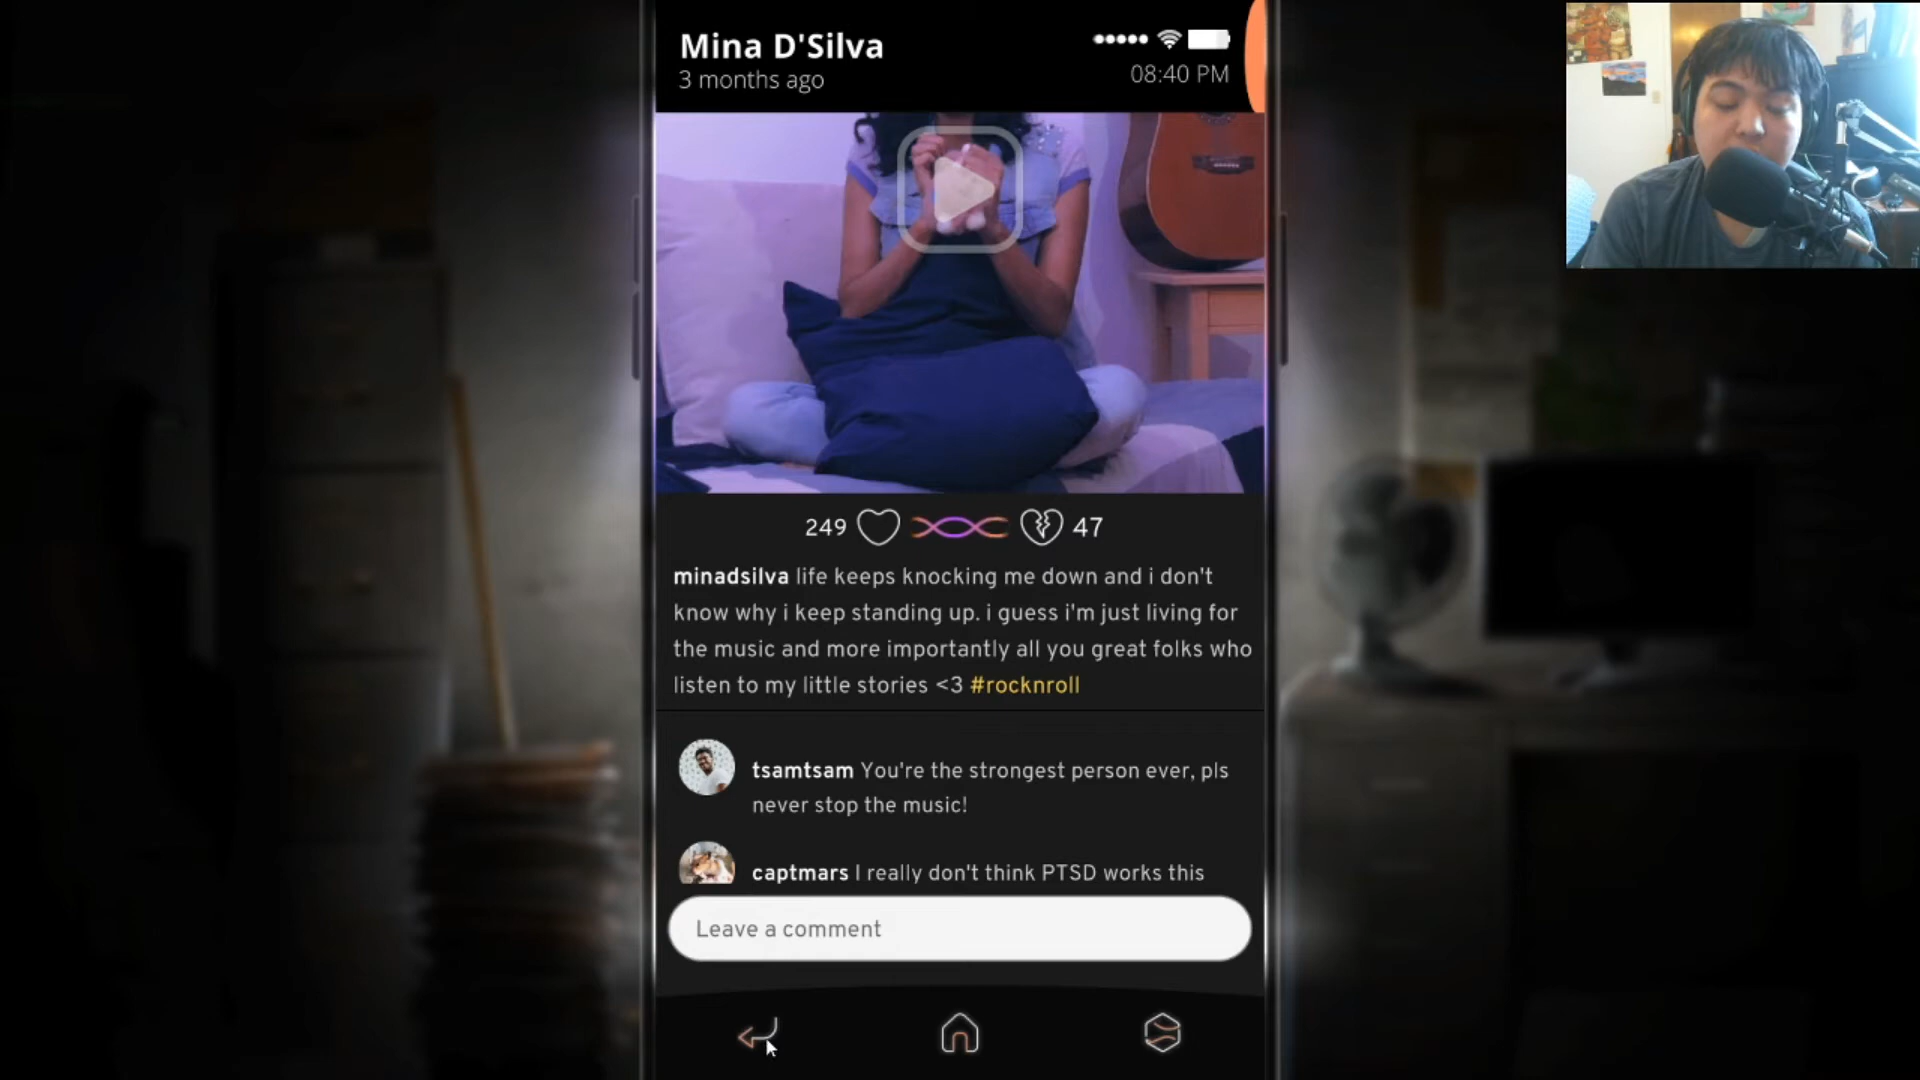 Mina D'Silva
3 months ago
08:40 PM
249
47
minadsilva life keeps knocking me down and i don't
know why i keep standing up. i guess i'm just living for
the music and more importantly all you great folks who
listen to my little stories <3 #rocknroll
tsamtsam You're the strongest person ever, pls
never stop the music!
captmars I really don't think PTSD works this
Leave a comment